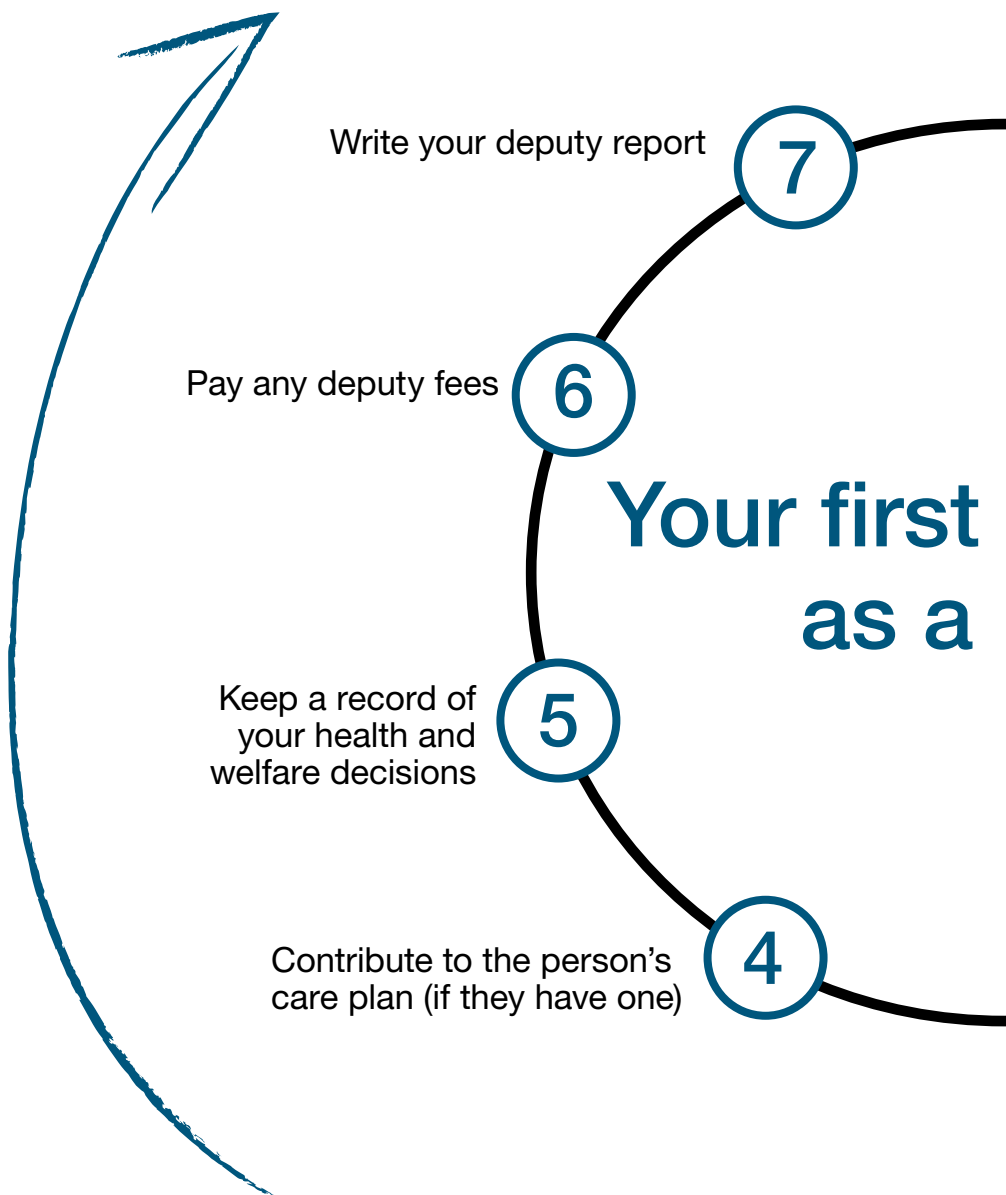 Write your deputy report
7
Pay any deputy fees
6
Your first
as a
Keep a record of
your health and
welfare decisions
5
Contribute to the person’s
care plan (if they have one)
4